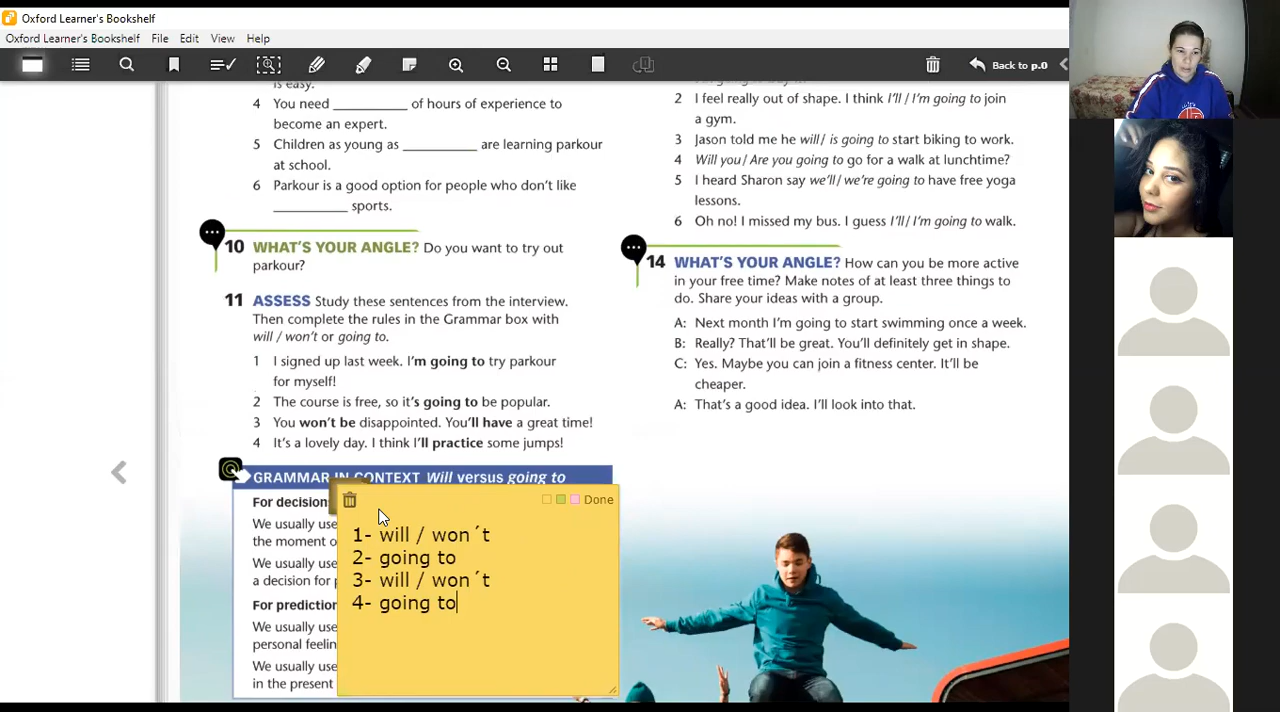 Oxford Learner's Bookshelf
Oxford Learner's Bookshelf File Edit View Help
Back to p.0
is easy.
4 You need __________ of hours of experience to
become an expert.
5 Children as young as __________ are learning parkour
at school.
6 Parkour is a good option for people who don't like
__________ sports.
10 WHAT'S YOUR ANGLE? Do you want to try out
parkour?
11 ASSESS Study these sentences from the interview.
Then complete the rules in the Grammar box with
will / won't or going to.
1 I signed up last week. I'm going to try parkour
for myself!
2 The course is free, so it's going to be popular.
3 You won't be disappointed. You'll have a great time!
4 It's a lovely day. I think I'll practice some jumps!
GRAMMAR IN CONTEXT Will versus going to
For decision
We usually use
the moment o
We usually use
a decision for p
For prediction
We usually use
personal feelin
We usually use
in the present
Done
1- will / won´t
2- going to
3- will / won´t
4- going to
2 I feel really out of shape. I think I'll / I'm going to join
a gym.
3 Jason told me he will / is going to start biking to work.
4 Will you / Are you going to go for a walk at lunchtime?
5 I heard Sharon say we'll / we're going to have free yoga
lessons.
6 Oh no! I missed my bus. I guess I'll / I'm going to walk.
14 WHAT'S YOUR ANGLE? How can you be more active
in your free time? Make notes of at least three things to
do. Share your ideas with a group.
A: Next month I'm going to start swimming once a week.
B: Really? That'll be great. You'll definitely get in shape.
C: Yes. Maybe you can join a fitness center. It'll be
cheaper.
A: That's a good idea. I'll look into that.